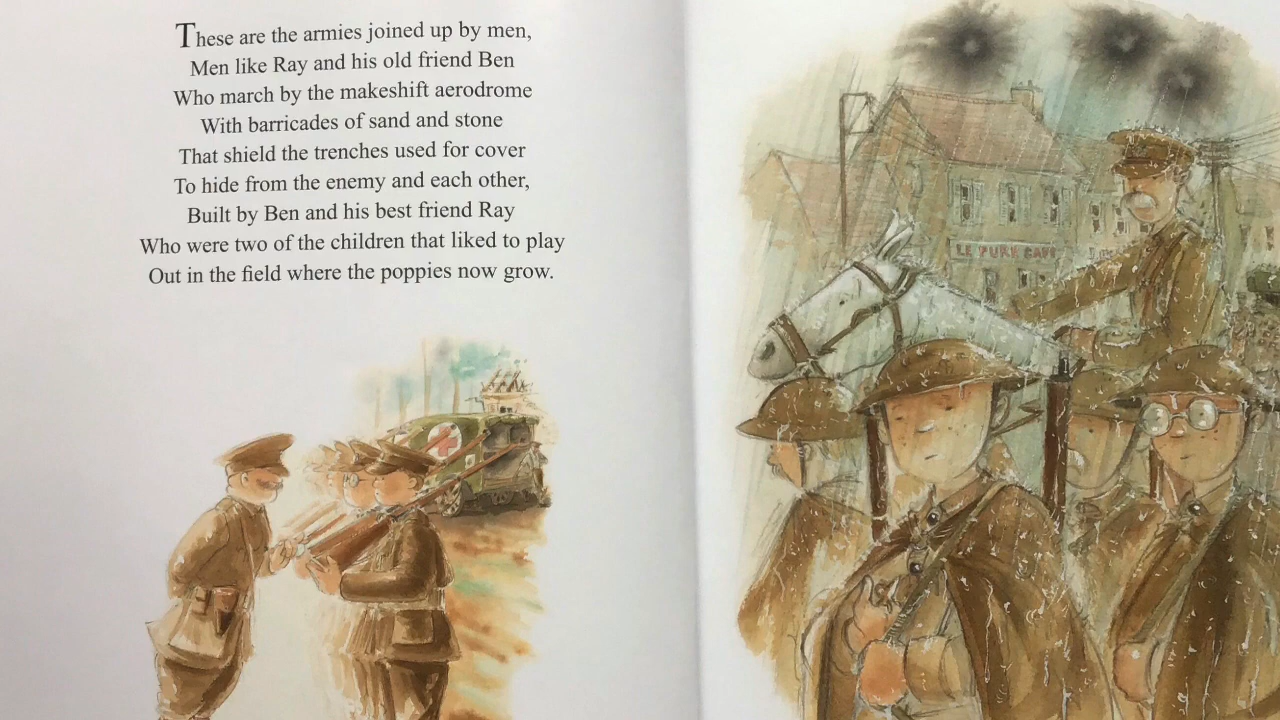 These are the armies joined up by men,
Men like Ray and his old friend Ben
Who march by the makeshift aerodrome
With barricades of sand and stone
That shield the trenches used for cover
To hide from the enemy and each other,
Built by Ben and his best friend Ray
Who were two of the children that liked to play
Out in the field where the poppies now grow.
LE PURE CAFE